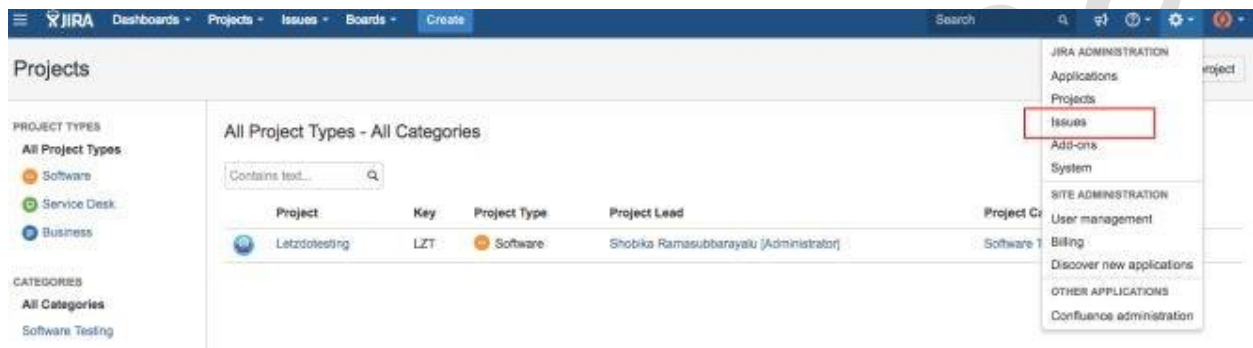 JIRA Dashboards Projects Issues Boards Create Search
Projects
JIRA ADMINISTRATION
Applications
Projects
Issues
Add-ons
System
SITE ADMINISTRATION
User management
Billing
Discover new applications
OTHER APPLICATIONS
Confluence administration
roject
PROJECT TYPES
All Project Types
Software
Service Desk
Business
CATEGORIES
All Categories
Software Testing
All Project Types - All Categories
Contains text...
Project Key Project Type Project Lead Project Ca
Letzdotesting LZT Software Shobika Ramasubbarayalu [Administrator] Software T